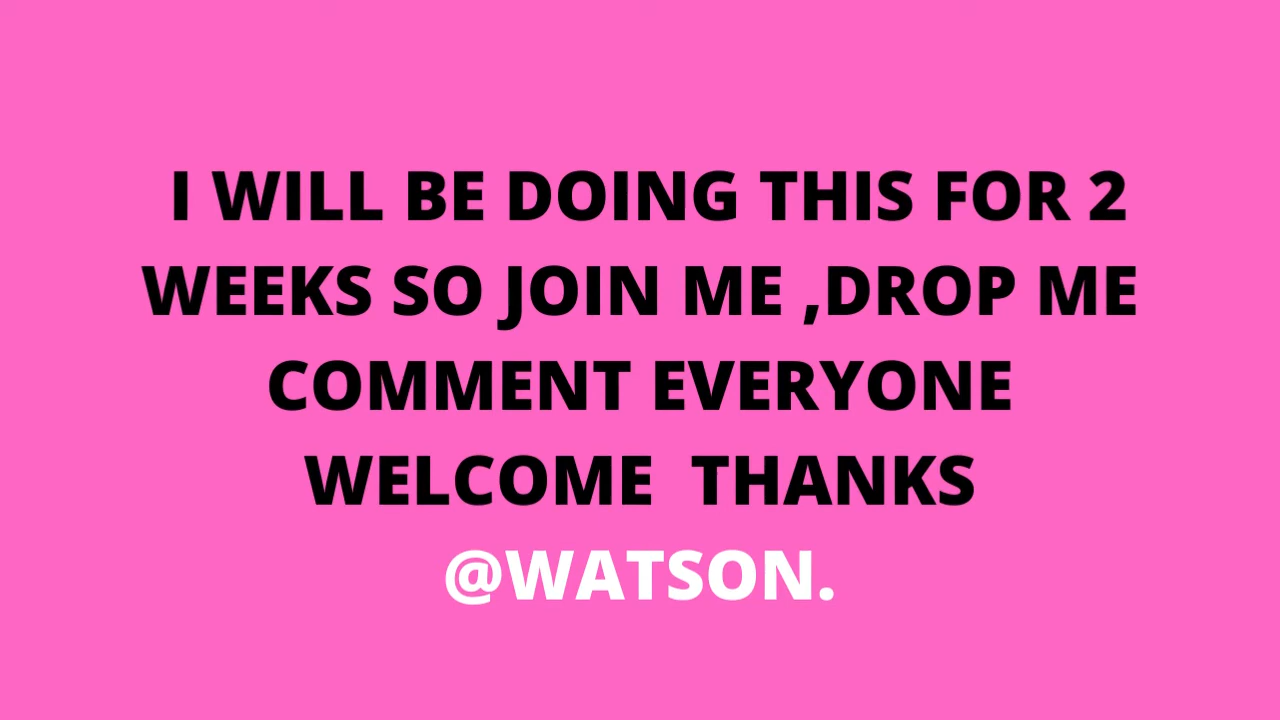 I WILL BE DOING THIS FOR 2
WEEKS SO JOIN ME ,DROP ME
COMMENT EVERYONE
WELCOME  THANKS
@WATSON.